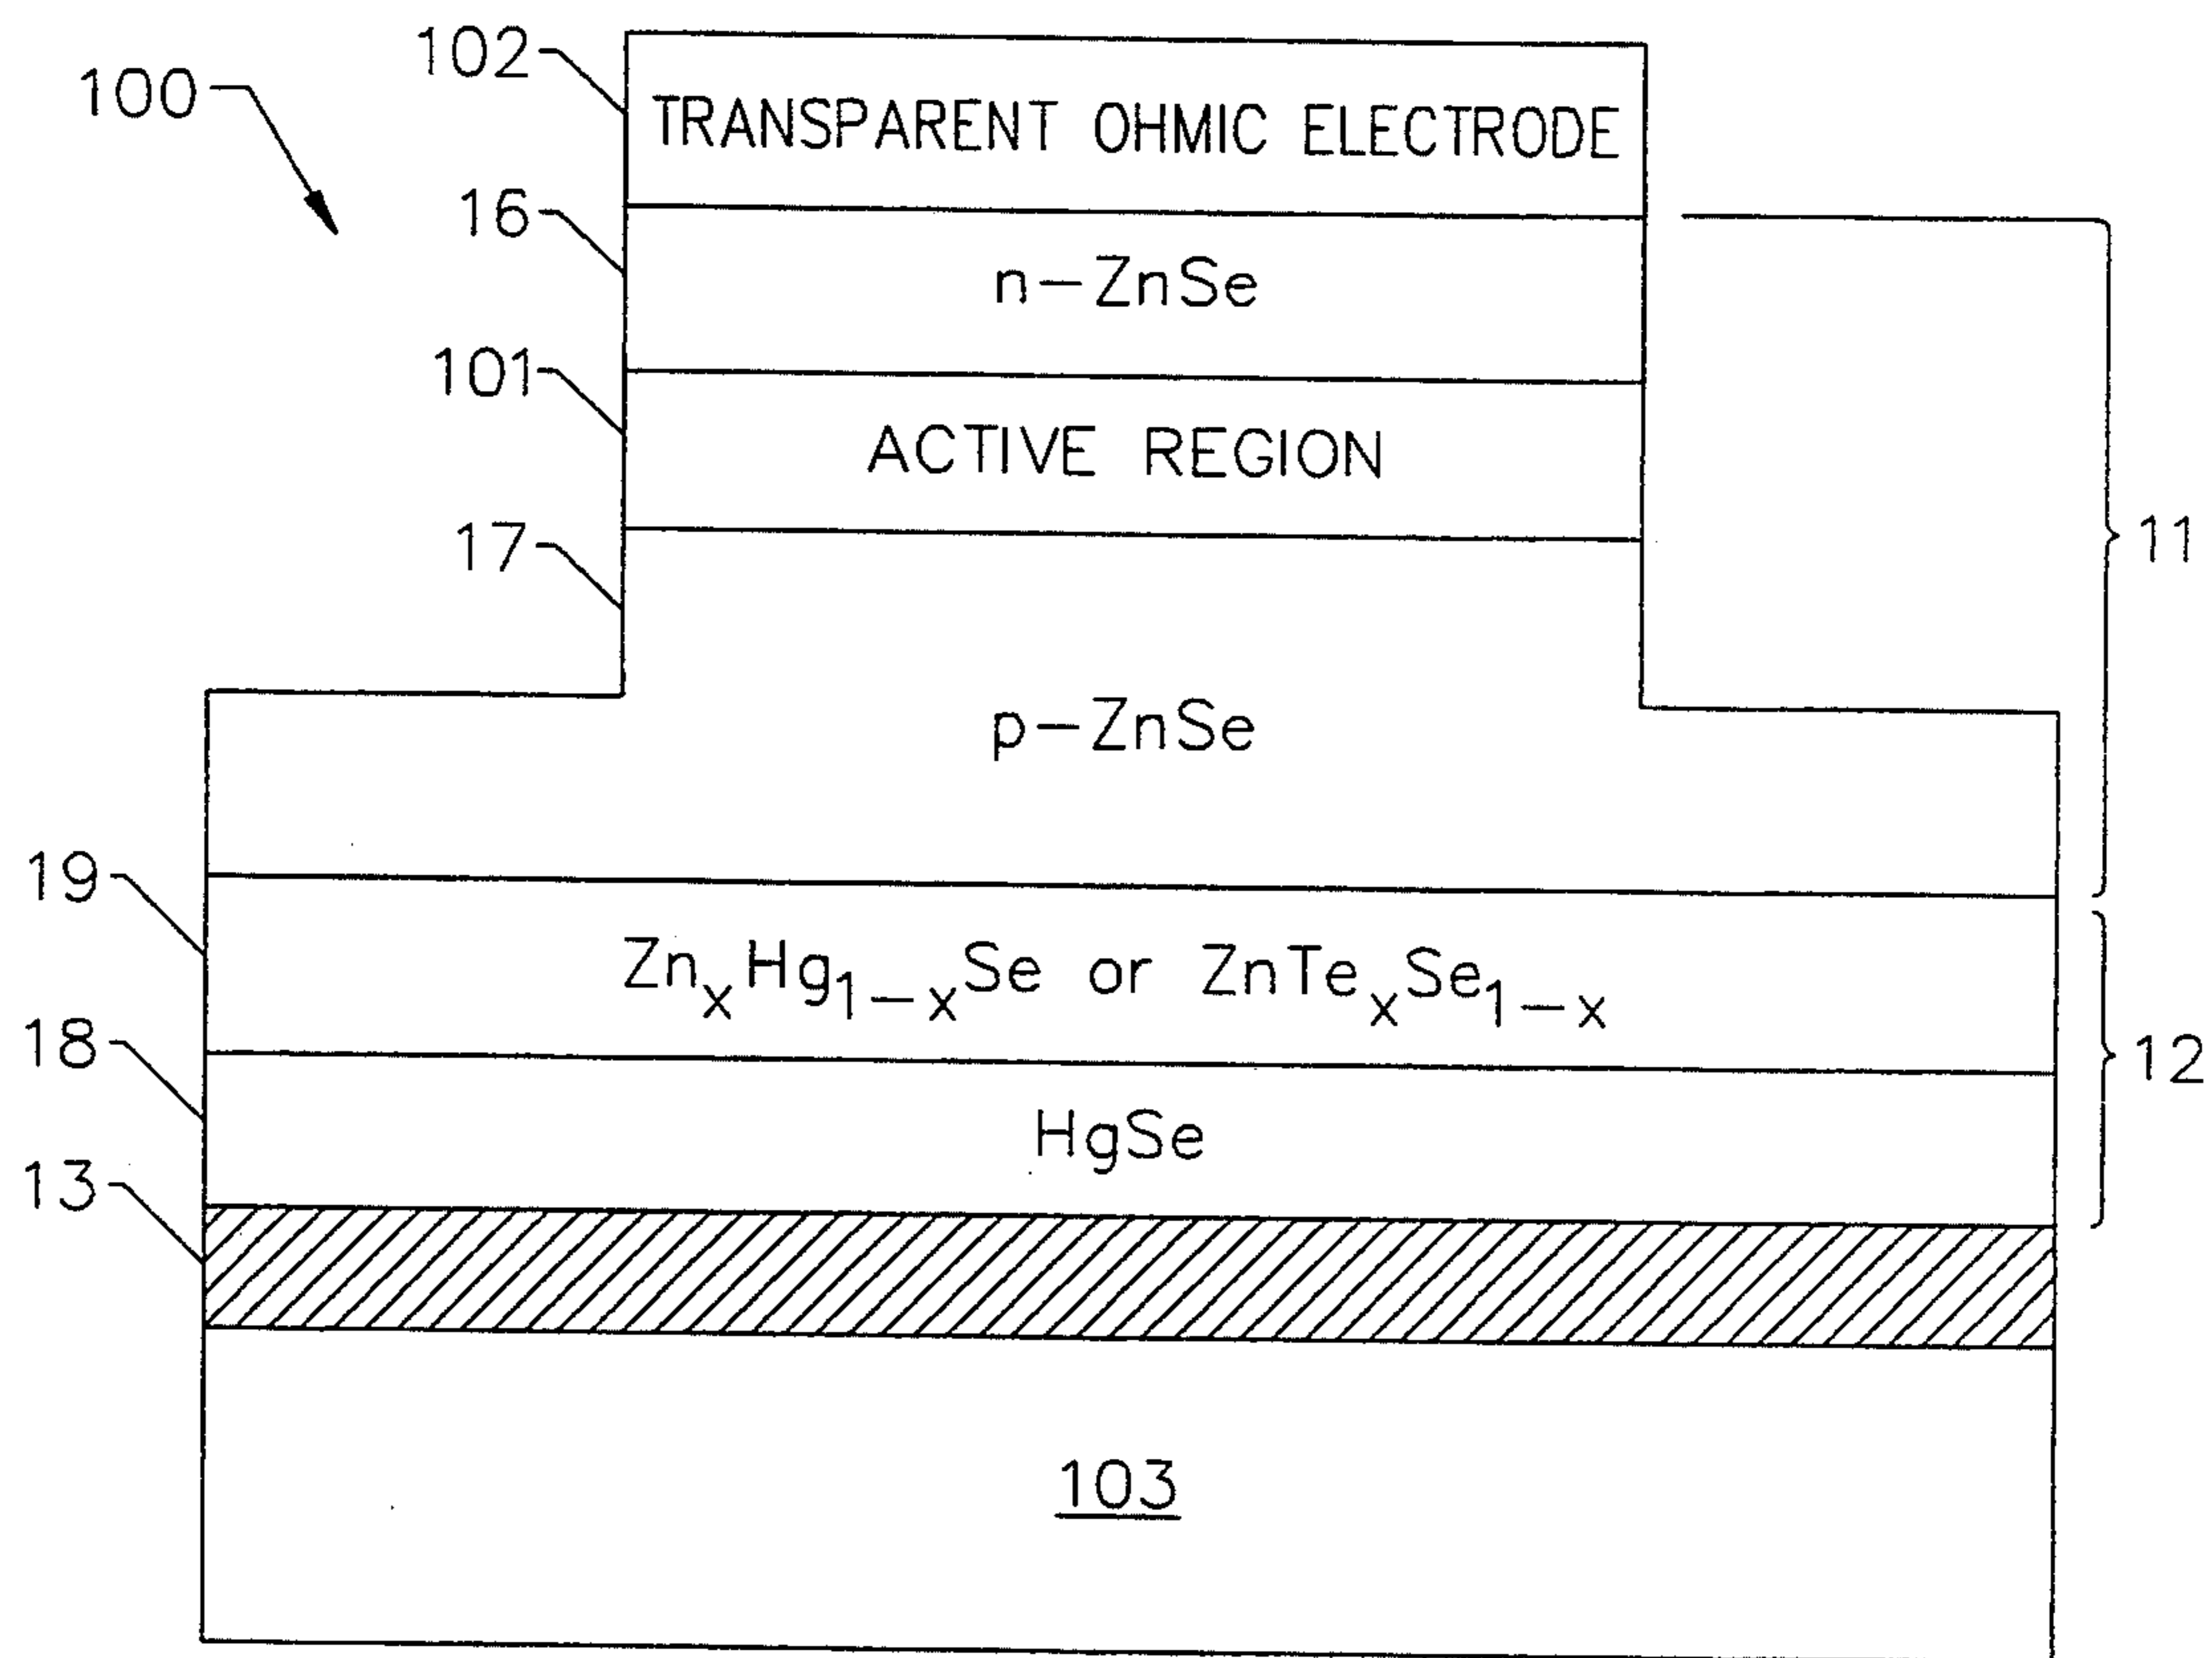 102
100
TRANSPARENT OHMIC ELECTRODE
16
n-ZnSe
101
ACTIVE REGION
17
11
p-ZnSe
19
ZnxHg1-xSe or ZnTexSe1-x
18
12
HgSe
13
103